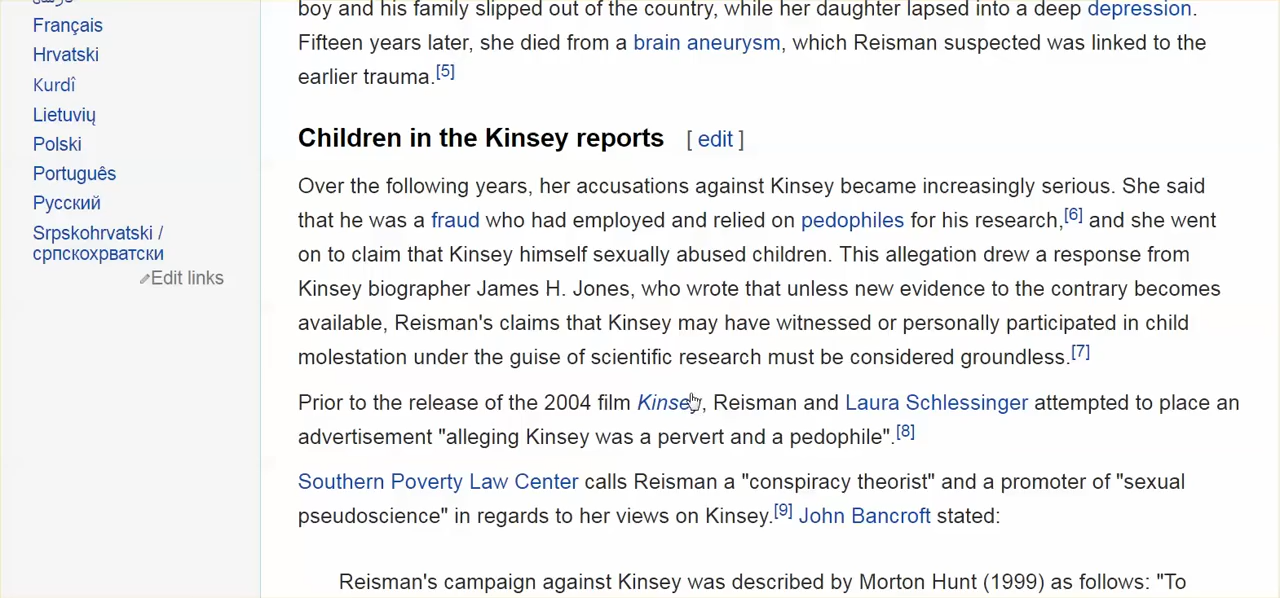 Français
Hrvatski
Kurdî
Lietuvių
Polski
Português
Русский
Srpskohrvatski /
српскохрватски
Edit links
boy and his family slipped out of the country, while her daughter lapsed into a deep depression.
Fifteen years later, she died from a brain aneurysm, which Reisman suspected was linked to the
earlier trauma.[5]
Children in the Kinsey reports [ edit ]
Over the following years, her accusations against Kinsey became increasingly serious. She said
that he was a fraud who had employed and relied on pedophiles for his research,[6] and she went
on to claim that Kinsey himself sexually abused children. This allegation drew a response from
Kinsey biographer James H. Jones, who wrote that unless new evidence to the contrary becomes
available, Reisman's claims that Kinsey may have witnessed or personally participated in child
molestation under the guise of scientific research must be considered groundless.[7]
Prior to the release of the 2004 film Kinsey, Reisman and Laura Schlessinger attempted to place an
advertisement "alleging Kinsey was a pervert and a pedophile".[8]
Southern Poverty Law Center calls Reisman a "conspiracy theorist" and a promoter of "sexual
pseudoscience" in regards to her views on Kinsey.[9] John Bancroft stated:
Reisman's campaign against Kinsey was described by Morton Hunt (1999) as follows: "To